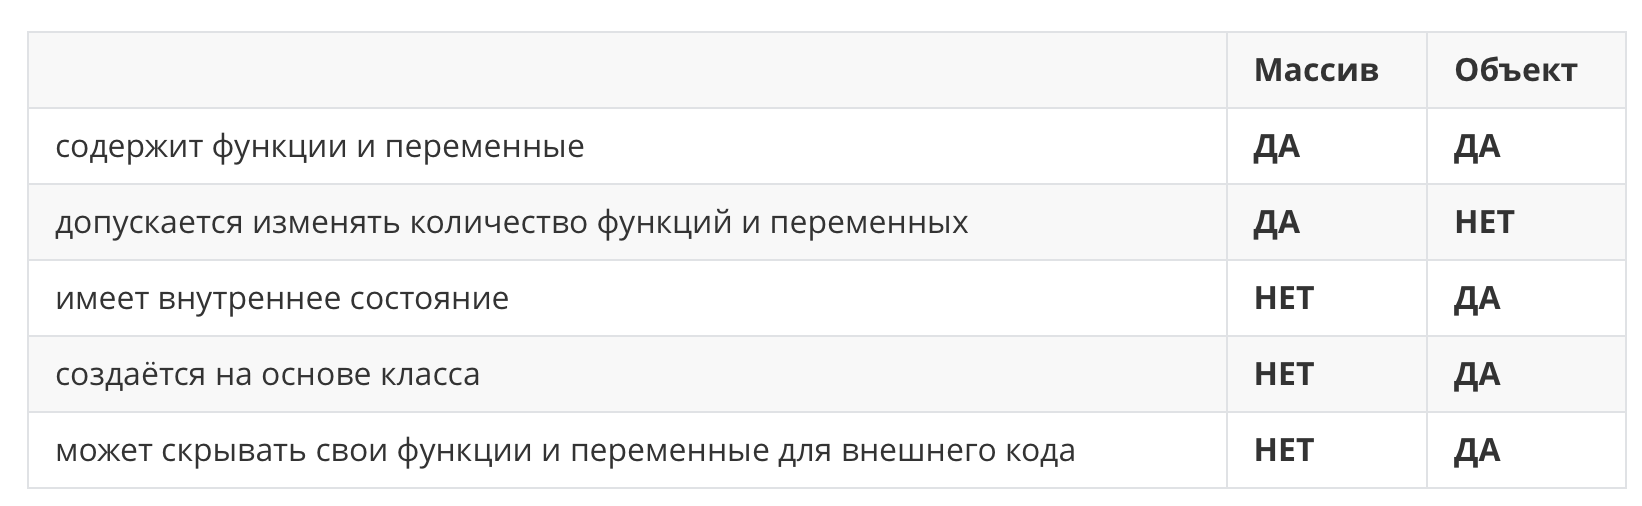 Массив Объект
содержит функции и переменные ДА ДА
допускается изменять количество функций и переменных ДА НЕТ
имеет внутреннее состояние НЕТ ДА
создаётся на основе класса НЕТ ДА
может скрывать свои функции и переменные для внешнего кода НЕТ ДА